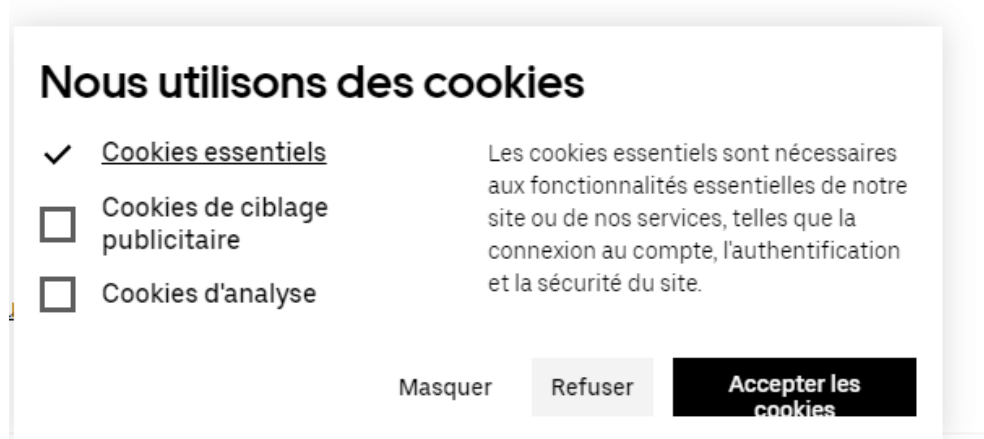 Nous utilisons des cookies
Cookies essentiels
Cookies de ciblage
publicitaire
Cookies d'analyse
Les cookies essentiels sont nécessaires
aux fonctionnalités essentielles de notre
site ou de nos services, telles que la
connexion au compte, l'authentification
et la sécurité du site.
Masquer
Refuser
Accepter les
cookies